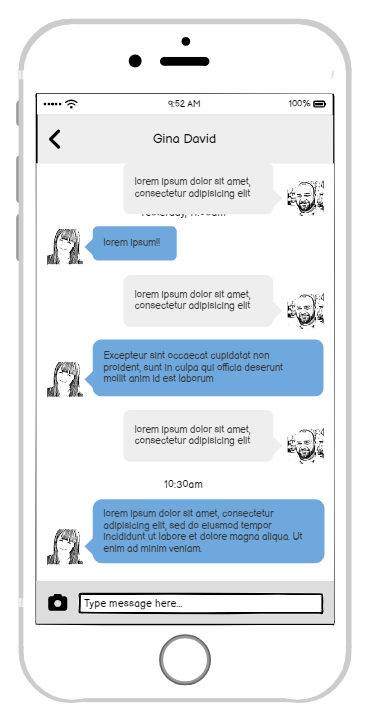 9:52 AM
100%
Gina David
lorem ipsum dolor sit amet,
consectetur adipisicing elit
lorem ipsum!!
lorem ipsum dolor sit amet,
consectetur adipisicing elit
Excepteur sint occaecat cupidatat non
proident, sunt in culpa qui officia deserunt
mollit anim id est laborum
lorem ipsum dolor sit amet,
consectetur adipisicing elit
10:30am
lorem ipsum dolor sit amet, consectetur
adipisicing elit, sed do eiusmod tempor
incididunt ut labore et dolore magna aliqua. Ut
enim ad minim veniam.
Type message here...